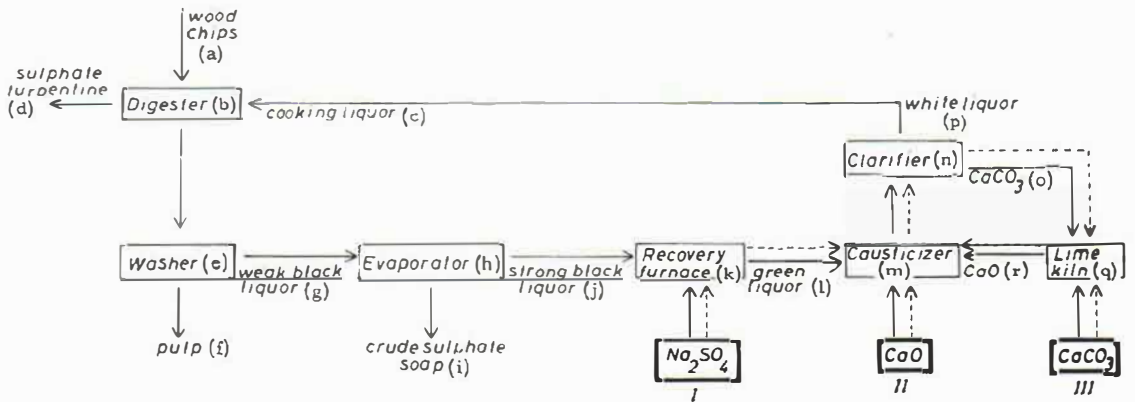 wood
chips
(a)
sulphate
turpentine
(d)
Digester (b)
cooking liquor (c)
white liquor
(p)
Clarifier (n)
CaCO3 (o)
Washer (e)
weak black
liquor (g)
Evaporator (h)
strong black
liquor (j)
Recovery
furnace (k)
green
liquor (l)
Causticizer
(m)
CaO (r)
Lime
kiln (q)
pulp (f)
crude sulphate
soap (i)
[Na2SO4]
I
[CaO]
II
[CaCO3]
III